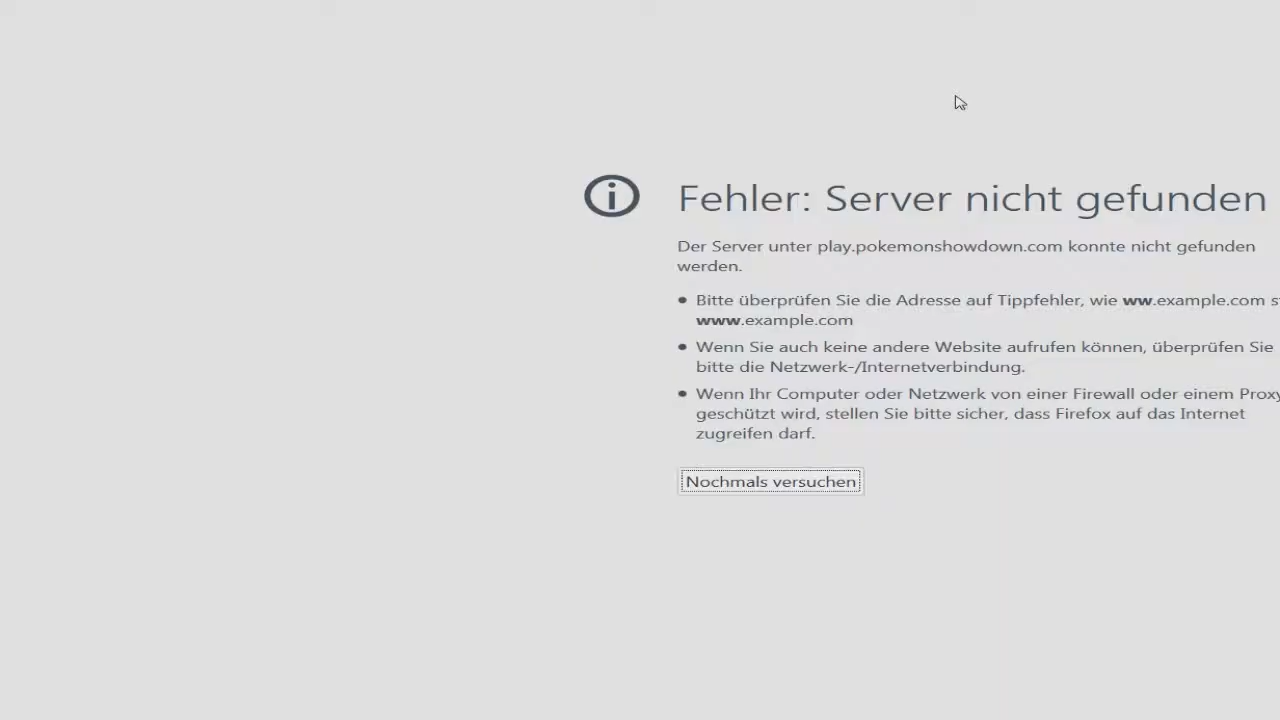 Fehler: Server nicht gefunden
Der Server unter play.pokemonshowdown.com konnte nicht gefunden
werden.
Bitte überprüfen Sie die Adresse auf Tippfehler, wie ww.example.com
www.example.com
Wenn Sie auch keine andere Website aufrufen können, überprüfen Sie
bitte die Netzwerk-/Internetverbindung.
Wenn Ihr Computer oder Netzwerk von einer Firewall oder einem Proxy
geschützt wird, stellen Sie bitte sicher, dass Firefox auf das Internet
zugreifen darf.
Nochmals versuchen